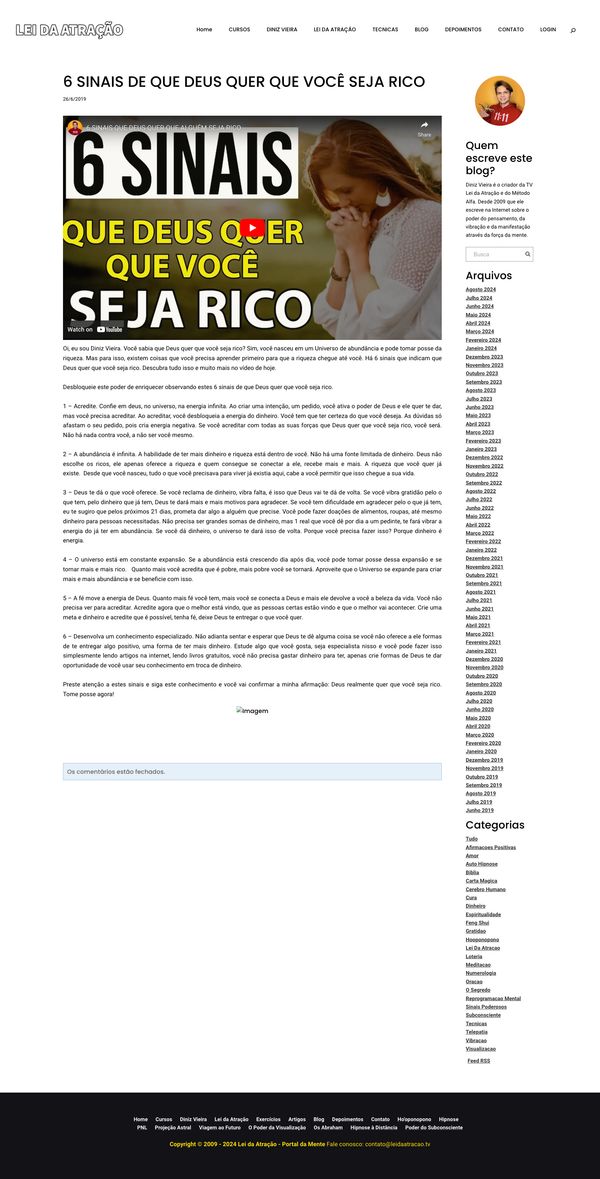 LEI DA ATRAÇÃO
Home CURSOS DINIZ VIEIRA LEI DA ATRAÇÃO TECNICAS BLOG DEPOIMENTOS CONTATO LOGIN
6 SINAIS DE QUE DEUS QUER QUE VOCÊ SEJA RICO
26/6/2019
6 SINAIS QUE DEUS QUER QUE ALGUÉM SEJA RICO
Share
6 SINAIS
QUE DEUS QUER
QUE VOCÊ
SEJA RICO
Watch on YouTube
Oi, eu sou Diniz Vieira. Você sabia que Deus quer que você seja rico? Sim, você nasceu em um Universo de abundância e pode tomar posse da
riqueza. Mas para isso, existem coisas que você precisa aprender primeiro para que a riqueza chegue até você. Há 6 sinais que indicam que
Deus quer que você seja rico. Descubra tudo isso e muito mais no vídeo de hoje.
Desbloqueie este poder de enriquecer observando estes 6 sinais de que Deus quer que você seja rico.
1 – Acredite. Confie em deus, no universo, na energia infinita. Ao criar uma intenção, um pedido, você ativa o poder de Deus e ele quer te dar,
mas você precisa acreditar. Ao acreditar, você desbloqueia a energia do dinheiro. Você tem que ter certeza do que você deseja. As dúvidas só
afastam o seu pedido, pois cria energia negativa. Se você acreditar com todas as suas forças que Deus quer que você seja rico, você será.
Não há nada contra você, a não ser você mesmo.
2 – A abundância é infinita. A habilidade de ter mais dinheiro e riqueza está dentro de você. Não há uma fonte limitada de dinheiro. Deus não
escolhe os ricos, ele apenas oferece a riqueza e quem consegue se conectar a ele, recebe mais e mais. A riqueza que você quer já
existe. Desde que você nasceu, tudo o que você precisava para viver já existia aqui, cabe a você permitir que isso chegue a sua vida.
3 – Deus te dá o que você oferece. Se você reclama de dinheiro, vibra falta, é isso que Deus vai te dá de volta. Se você vibra gratidão pelo o
que tem, pelo dinheiro que já tem, Deus te dará mais e mais motivos para agradecer. Se você tem dificuldade em agradecer pelo o que já tem,
eu te sugiro que pelos próximos 21 dias, prometa dar algo a alguém que precise. Você pode fazer doações de alimentos, roupas, até mesmo
dinheiro para pessoas necessitadas. Não precisa ser grandes somas de dinheiro, mas 1 real que você dê por dia a um pedinte, te fará vibrar a
energia do já ter em abundância. Se você dá dinheiro, o universo te dará isso de volta. Porque você precisa fazer isso? Porque dinheiro é
energia.
4 – O universo está em constante expansão. Se a abundância está crescendo dia após dia, você pode tomar posse dessa expansão e se
tornar mais e mais rico. Quanto mais você acredita que é pobre, mais pobre você se tornará. Aproveite que o Universo se expande para criar
mais e mais abundância e se beneficie com isso.
5 – A fé move a energia de Deus. Quanto mais fé você tem, mais você se conecta a Deus e mais ele devolve a você a beleza da vida. Você não
precisa ver para acreditar. Acredite agora que o melhor está vindo, que as pessoas certas estão vindo e que o melhor vai acontecer. Crie uma
meta e dinheiro e acredite que é possível, tenha fé, deixe Deus te entregar o que você quer.
6 – Desenvolva um conhecimento especializado. Não adianta sentar e esperar que Deus te dê alguma coisa se você não oferece a ele formas
de te entregar algo positivo, uma forma de ter mais dinheiro. Estude algo que você gosta, seja especialista nisso e você pode fazer isso
simplesmente lendo artigos na internet, lendo livros gratuitos, você não precisa gastar dinheiro para ter, apenas crie formas de Deus te dar
oportunidade de você usar seu conhecimento em troca de dinheiro.
Preste atenção a estes sinais e siga este conhecimento e você vai confirmar a minha afirmação: Deus realmente quer que você seja rico.
Tome posse agora!
Imagem
Os comentários estão fechados.
11:11
Quem
escreve este
blog?
Diniz Vieira é o criador da TV
Lei da Atração e do Método
Alfa. Desde 2009 que ele
escreve na Internet sobre o
poder do pensamento, da
vibração e da manifestação
através da força da mente.
Busca
Arquivos
Agosto 2024
Julho 2024
Junho 2024
Maio 2024
Abril 2024
Março 2024
Fevereiro 2024
Janeiro 2024
Dezembro 2023
Novembro 2023
Outubro 2023
Setembro 2023
Agosto 2023
Julho 2023
Junho 2023
Maio 2023
Abril 2023
Março 2023
Fevereiro 2023
Janeiro 2023
Dezembro 2022
Novembro 2022
Outubro 2022
Setembro 2022
Agosto 2022
Julho 2022
Junho 2022
Maio 2022
Abril 2022
Março 2022
Fevereiro 2022
Janeiro 2022
Dezembro 2021
Novembro 2021
Outubro 2021
Setembro 2021
Agosto 2021
Julho 2021
Junho 2021
Maio 2021
Abril 2021
Março 2021
Fevereiro 2021
Janeiro 2021
Dezembro 2020
Novembro 2020
Outubro 2020
Setembro 2020
Agosto 2020
Julho 2020
Junho 2020
Maio 2020
Abril 2020
Março 2020
Fevereiro 2020
Janeiro 2020
Dezembro 2019
Novembro 2019
Outubro 2019
Setembro 2019
Agosto 2019
Julho 2019
Junho 2019
Categorias
Tudo
Afirmacoes Positivas
Amor
Auto Hipnose
Bíblia
Carta Magica
Cerebro Humano
Cura
Dinheiro
Espiritualidade
Feng Shui
Gratidao
Hooponopono
Lei Da Atracao
Loteria
Meditacao
Numerologia
Oracao
O Segredo
Reprogramacao Mental
Sinais Poderosos
Subconsciente
Tecnicas
Telepatia
Vibracao
Visualizacao
Feed RSS
Home Cursos Diniz Vieira Lei da Atração Exercícios Artigos Blog Depoimentos Contato Ho'oponopono Hipnose
PNL Projeção Astral Viagem ao Futuro O Poder da Visualização Os Abraham Hipnose à Distância Poder do Subconsciente
Copyright © 2009 - 2024 Lei da Atração - Portal da Mente Fale conosco: contato@leidaatracao.tv